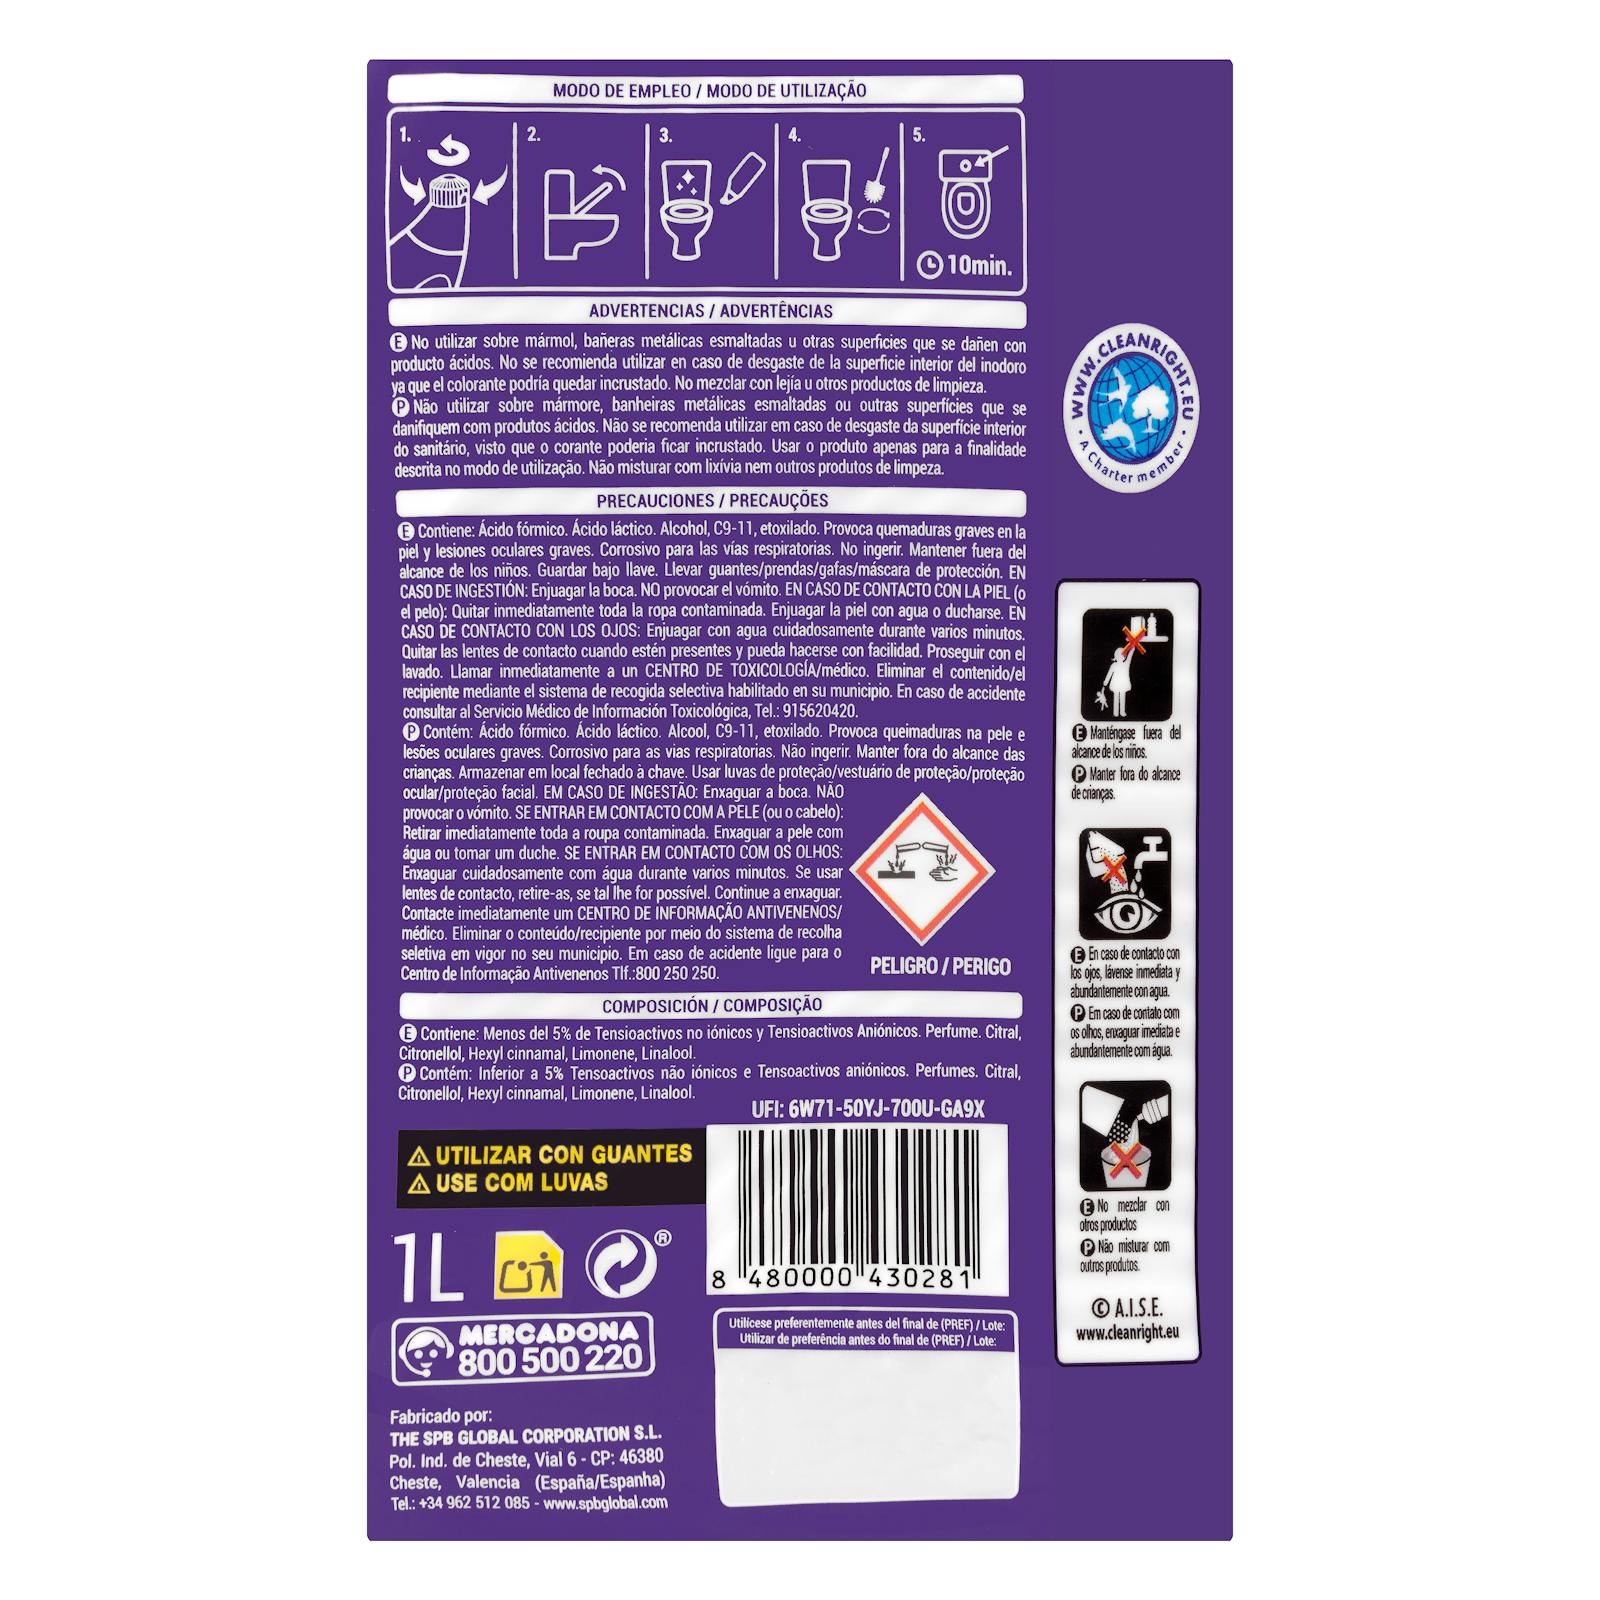 MODO DE EMPLEO / MODO DE UTILIZAÇÃO
1.
2.
3.
4.
5.
10min.
ADVERTENCIAS / ADVERTÊNCIAS
E No utilizar sobre mármol, bañeras metálicas esmaltadas u otras superficies que se dañen con
producto ácidos. No se recomienda utilizar en caso de desgaste de la superficie interior del inodoro
ya que el colorante podría quedar incrustado. No mezclar con lejía u otros productos de limpieza.
P Não utilizar sobre mármore, banheiras metálicas esmaltadas ou outras superfícies que se
danifiquem com produtos ácidos. Não se recomenda utilizar em caso de desgaste da superfície interior
do sanitário, visto que o corante poderia ficar incrustado. Usar o produto apenas para a finalidade
descrita no modo de utilização. Não misturar com lixívia nem outros produtos de limpeza.
PRECAUCIONES / PRECAUÇÕES
E Contiene: Ácido fórmico. Ácido láctico. Alcohol, C9-11, etoxilado. Provoca quemaduras graves en la
piel y lesiones oculares graves. Corrosivo para las vías respiratorias. No ingerir. Mantener fuera del
alcance de los niños. Guardar bajo llave. Llevar guantes/prendas/gafas/máscara de protección. EN
CASO DE INGESTIÓN: Enjuagar la boca. NO provocar el vómito. EN CASO DE CONTACTO CON LA PIEL (o
el pelo): Quitar inmediatamente toda la ropa contaminada. Enjuagar la piel con agua o ducharse. EN
CASO DE CONTACTO CON LOS OJOS: Enjuagar con agua cuidadosamente durante varios minutos.
Quitar las lentes de contacto cuando estén presentes y pueda hacerse con facilidad. Proseguir con el
lavado. Llamar inmediatamente a un CENTRO DE TOXICOLOGÍA/médico. Eliminar el contenido/el
recipiente mediante el sistema de recogida selectiva habilitado en su municipio. En caso de accidente
consultar al Servicio Médico de Información Toxicológica, Tel.: 915620420.
P Contém: Ácido fórmico. Ácido láctico. Alcool, C9-11, etoxilado. Provoca queimaduras na pele e
lesões oculares graves. Corrosivo para as vias respiratorias. Não ingerir. Manter fora do alcance das
crianças. Armazenar em local fechado à chave. Usar luvas de proteção/vestuário de proteção/proteção
ocular/proteção facial. EM CASO DE INGESTÃO: Enxaguar a boca. NÃO
provocar o vómito. SE ENTRAR EM CONTACTO COM A PELE (ou o cabelo):
Retirar imediatamente toda a roupa contaminada. Enxaguar a pele com
água ou tomar um duche. SE ENTRAR EM CONTACTO COM OS OLHOS:
Enxaguar cuidadosamente com água durante varios minutos. Se usar
lentes de contacto, retire-as, se tal lhe for possível. Continue a enxaguar.
Contacte imediatamente um CENTRO DE INFORMAÇÃO ANTIVENENOS/
médico. Eliminar o conteúdo/recipiente por meio do sistema de recolha
seletiva em vigor no seu municipio. Em caso de acidente ligue para o
Centro de Informação Antivenenos Tlf.:800 250 250.
PELIGRO / PERIGO
COMPOSICIÓN / COMPOSIÇÃO
E Contiene: Menos del 5% de Tensioactivos no iónicos y Tensioactivos Aniónicos. Perfume. Citral,
Citronellol, Hexyl cinnamal, Limonene, Linalool.
P Contém: Inferior a 5% Tensoactivos não iónicos e Tensoactivos aniónicos. Perfumes. Citral,
Citronellol, Hexyl cinnamal, Limonene, Linalool.
UFI: 6W71-50YJ-700U-GA9X
UTILIZAR CON GUANTES
USE COM LUVAS
1L
®
8 480000 430281
MERCADONA
800 500 220
Utilícese preferentemente antes del final de (PREF) / Lote:
Utilizar de preferência antes do final de (PREF) / Lote:
Fabricado por:
THE SPB GLOBAL CORPORATION S.L.
Pol. Ind. de Cheste, Vial 6 - CP: 46380
Cheste, Valencia (España/Espanha)
Tel.: +34 962 512 085 - www.spbglobal.com
WWW.CLEANRIGHT.EU
A Charter member
E Manténgase fuera del
alcance de los niños.
P Manter fora do alcance
de crianças.
E En caso de contacto con
los ojos, lávense inmediata y
abundantemente con agua.
P Em caso de contato com
os olhos, enxaguar imediata e
abundantemente com água.
E No mezclar con
otros productos
P Não misturar com
outros produtos.
© A.I.S.E.
www.cleanright.eu